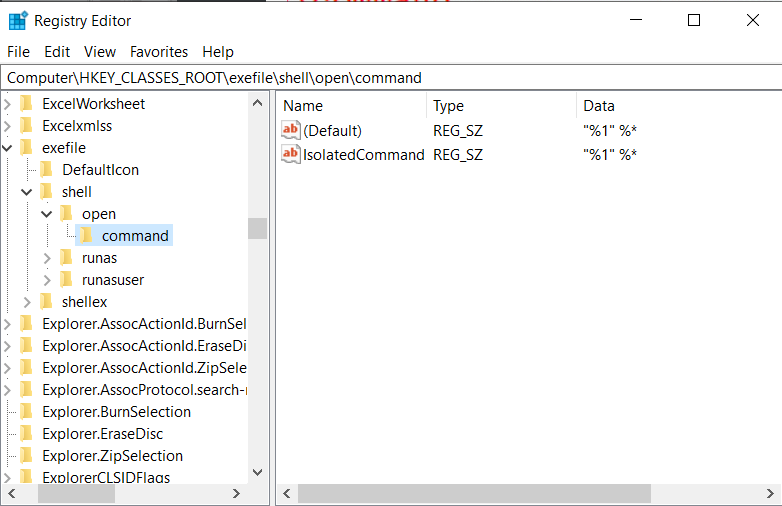 Registry Editor
File Edit View Favorites Help
Computer\HKEY_CLASSES_ROOT\exefile\shell\open\command
ExcelWorksheet
Excelxmlss
exefile
DefaultIcon
shell
open
command
runas
runasuser
shellex
Explorer.AssocActionId.BurnSel
Explorer.AssocActionId.EraseDi
Explorer.AssocActionId.ZipSele
Explorer.AssocProtocol.search-
Explorer.BurnSelection
Explorer.EraseDisc
Explorer.ZipSelection
ExplorerCLSIDFlags
Name Type Data
ab (Default) REG_SZ "%1" %*
ab IsolatedCommand REG_SZ "%1" %*